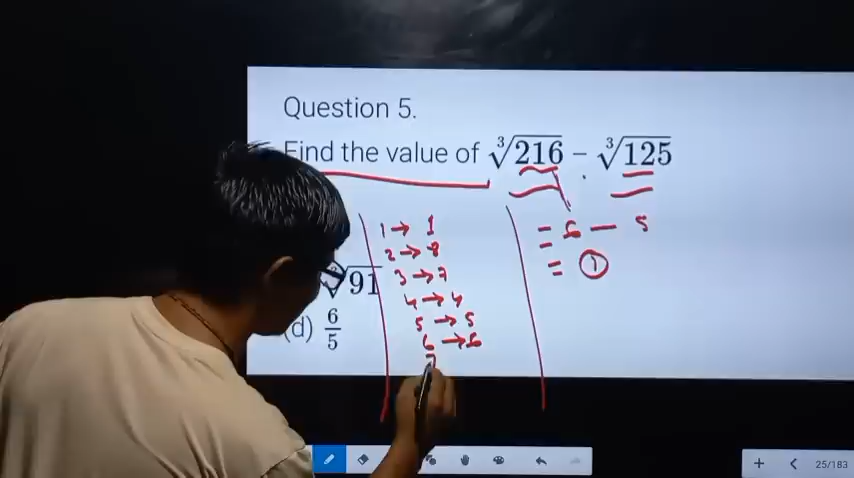 Question 5.
Find the value of ∛216 - ∛125
= 6 - 5
= 1
1 → 1
2 → 8
3 → 7
4 → 4
5 → 5
6 → 6
7
√91
(d) 6/5
25/183